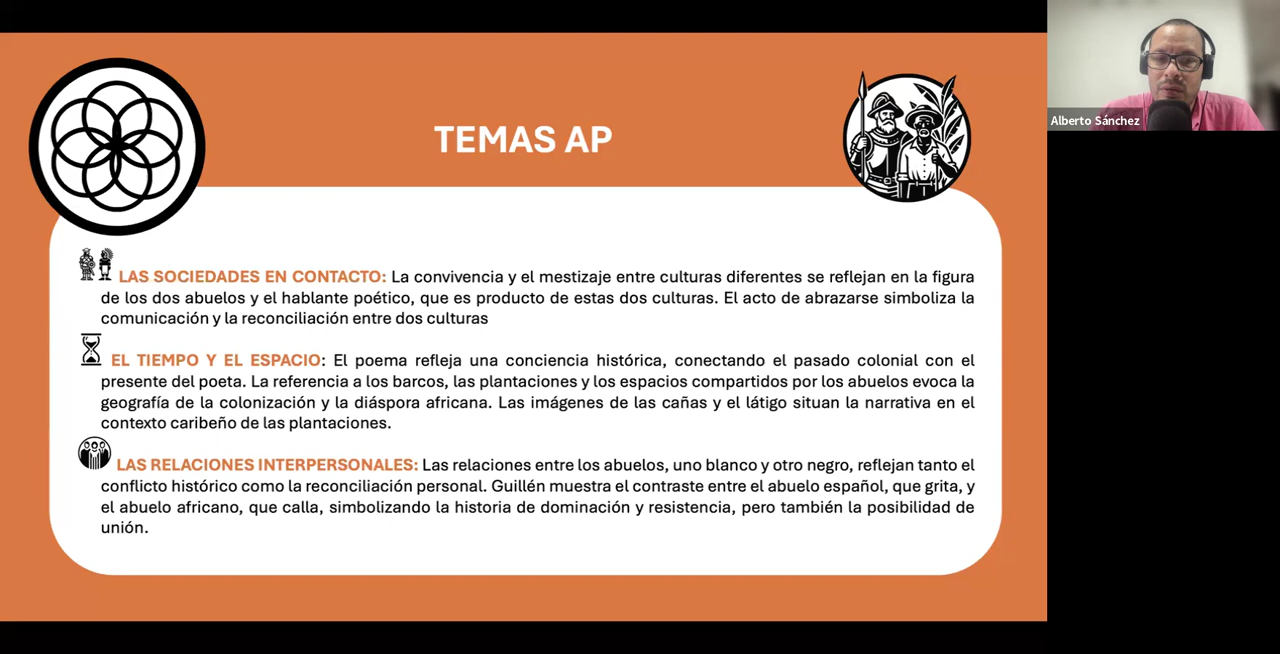 TEMAS AP
Alberto Sánchez
LAS SOCIEDADES EN CONTACTO: La convivencia y el mestizaje entre culturas diferentes se reflejan en la figura
de los dos abuelos y el hablante poético, que es producto de estas dos culturas. El acto de abrazarse simboliza la
comunicación y la reconciliación entre dos culturas
EL TIEMPO Y EL ESPACIO: El poema refleja una conciencia histórica, conectando el pasado colonial con el
presente del poeta. La referencia a los barcos, las plantaciones y los espacios compartidos por los abuelos evoca la
geografía de la colonización y la diáspora africana. Las imágenes de las cañas y el látigo situan la narrativa en el
contexto caribeño de las plantaciones.
LAS RELACIONES INTERPERSONALES: Las relaciones entre los abuelos, uno blanco y otro negro, reflejan tanto el
conflicto histórico como la reconciliación personal. Guillén muestra el contraste entre el abuelo español, que grita, y
el abuelo africano, que calla, simbolizando la historia de dominación y resistencia, pero también la posibilidad de
unión.